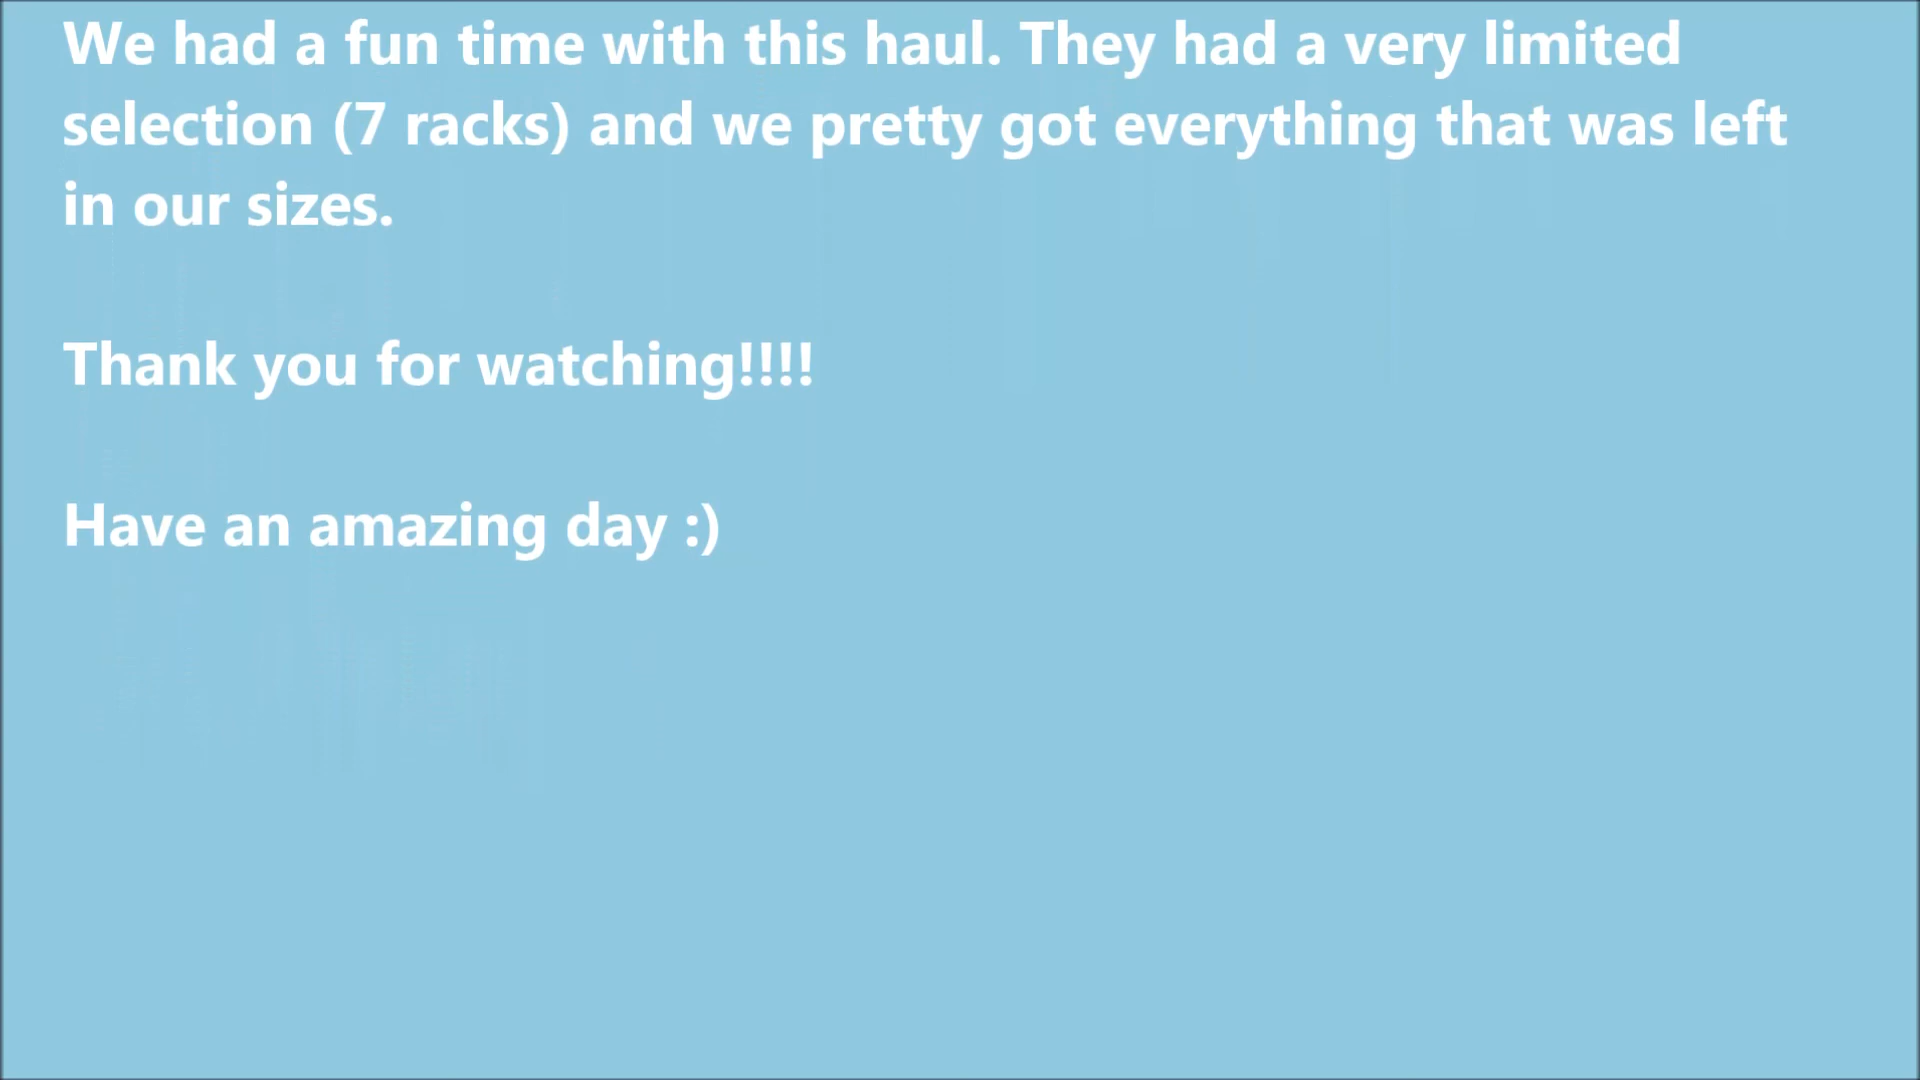 We had a fun time with this haul. They had a very limited
selection (7 racks) and we pretty got everything that was left
in our sizes.
Thank you for watching!!!!
Have an amazing day :)